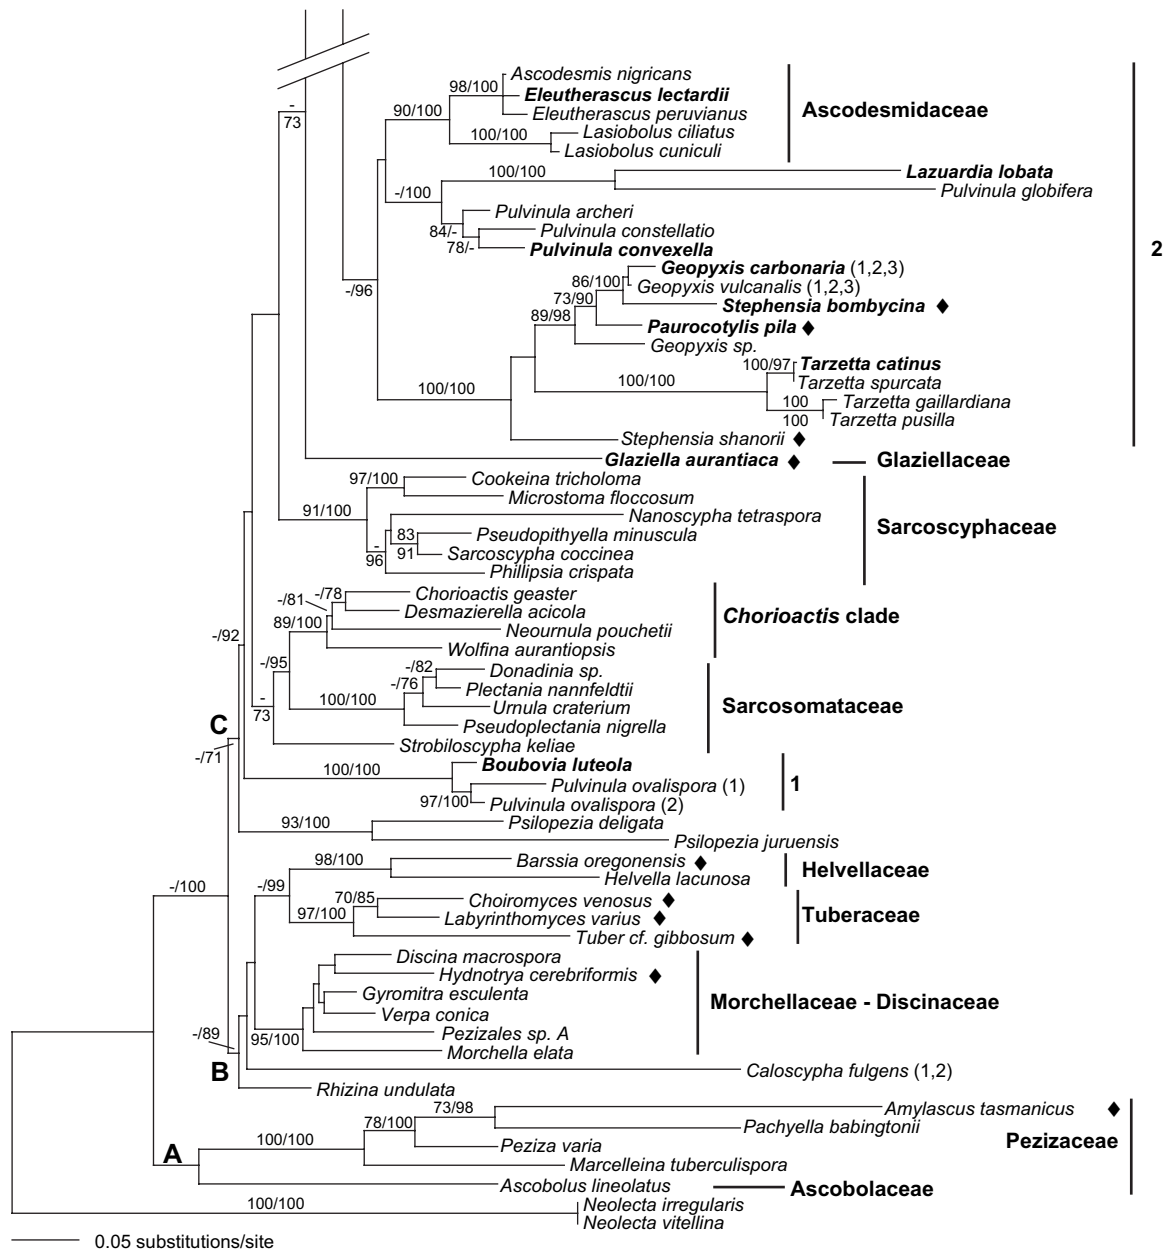 -
73
98/100
Ascodesmis nigricans
Eleutherascus lectardii
90/100
Eleutherascus peruvianus
Ascodesmidaceae
100/100
Lasiobolus ciliatus
Lasiobolus cuniculi
100/100
Lazuardia lobata
-/100
Pulvinula globifera
Pulvinula archeri
84/-
Pulvinula constellatio
78/-
Pulvinula convexella
2
Geopyxis carbonaria (1,2,3)
86/100
Geopyxis vulcanalis (1,2,3)
-/96
73/90
Stephensia bombycina ♦
89/98
Paurocotylis pila ♦
Geopyxis sp.
100/97
Tarzetta catinus
100/100
100/100
Tarzetta spurcata
100
Tarzetta gaillardiana
100
Tarzetta pusilla
Stephensia shanorii ♦
Glaziella aurantiaca ♦
Glaziellaceae
97/100
Cookeina tricholoma
Microstoma floccosum
91/100
Nanoscypha tetraspora
Sarcoscyphaceae
83
Pseudopithyella minuscula
-
96
91
Sarcoscypha coccinea
Phillipsia crispata
-/81
-/78
Chorioactis geaster
Desmazierella acicola
Chorioactis clade
89/100
Neournula pouchetii
-/92
Wolfina aurantiopsis
-/95
-/82
Donadinia sp.
-/76
Plectania nannfeldtii
-
73
100/100
Urnula craterium
Sarcosomataceae
C
Pseudoplectania nigrella
Strobiloscypha keliae
-/71
Boubovia luteola
100/100
Pulvinula ovalispora (1)
1
97/100
Pulvinula ovalispora (2)
93/100
Psilopezia deligata
Psilopezia juruensis
98/100
Barssia oregonensis ♦
Helvellaceae
-/100
-/99
Helvella lacunosa
70/85
Choiromyces venosus ♦
97/100
Labyrinthomyces varius ♦
Tuberaceae
Tuber cf. gibbosum ♦
Discina macrospora
Hydnotrya cerebriformis ♦
Gyromitra esculenta
Morchellaceae - Discinaceae
Verpa conica
-/89
95/100
Pezizales sp. A
Morchella elata
B
Caloscypha fulgens (1,2)
Rhizina undulata
73/98
Amylascus tasmanicus ♦
78/100
Pachyella babingtonii
Pezizaceae
A
100/100
Peziza varia
Marcelleina tuberculispora
Ascobolus lineolatus
Ascobolaceae
100/100
Neolecta irregularis
Neolecta vitellina
0.05 substitutions/site